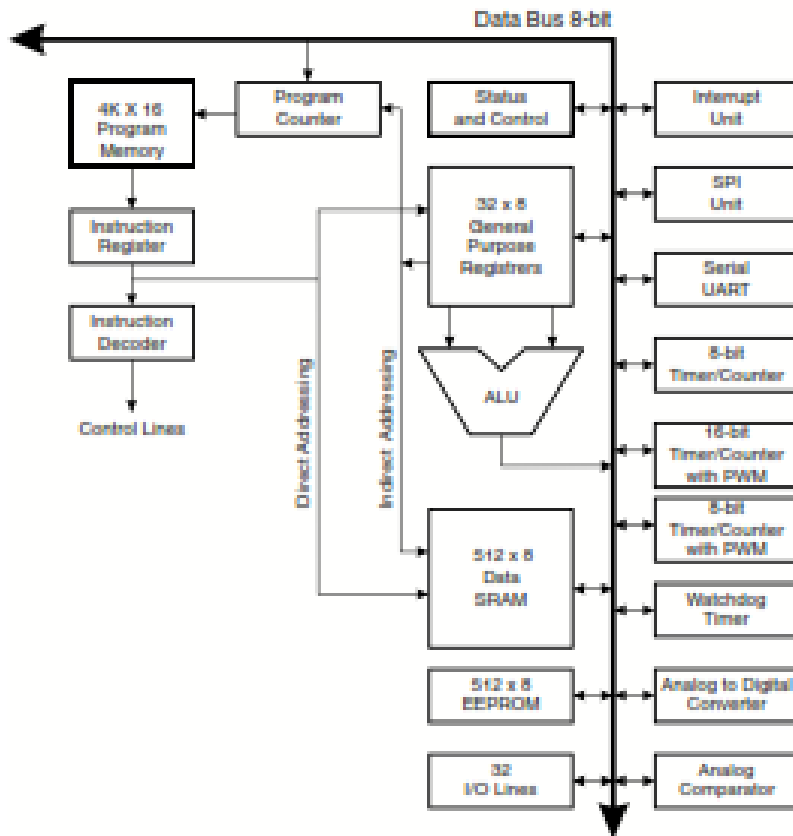 Data Bus 8-bit
4K X 16
Program
Memory
Program
Counter
Status
and Control
Interrupt
Unit
Instruction
Register
32 x 8
General
Purpose
Registrers
SPI
Unit
Serial
UART
Instruction
Decoder
Control Lines
Direct Addressing
Indirect Addressing
ALU
8-bit
Timer/Counter
16-bit
Timer/Counter
with PWM
8-bit
Timer/Counter
with PWM
512 x 8
Data
SRAM
Watchdog
Timer
512 x 8
EEPROM
Analog to Digital
Converter
32
I/O Lines
Analog
Comparator